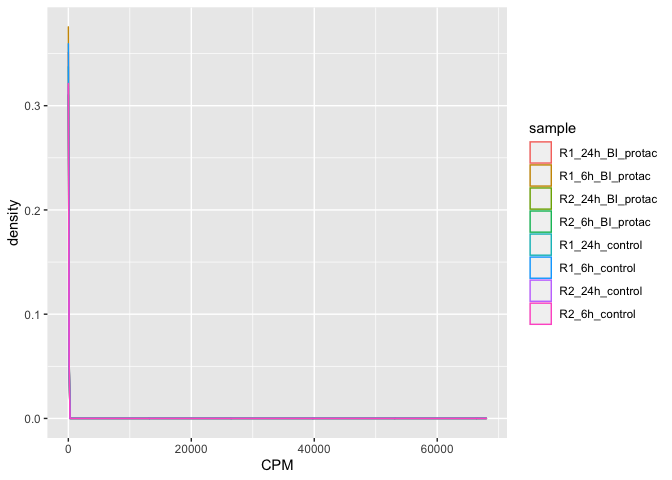 0.3
0.2
0.1
0.0
density
0
20000
40000
60000
CPM
sample
R1_24h_BI_protac
R1_6h_BI_protac
R2_24h_BI_protac
R2_6h_BI_protac
R1_24h_control
R1_6h_control
R2_24h_control
R2_6h_control